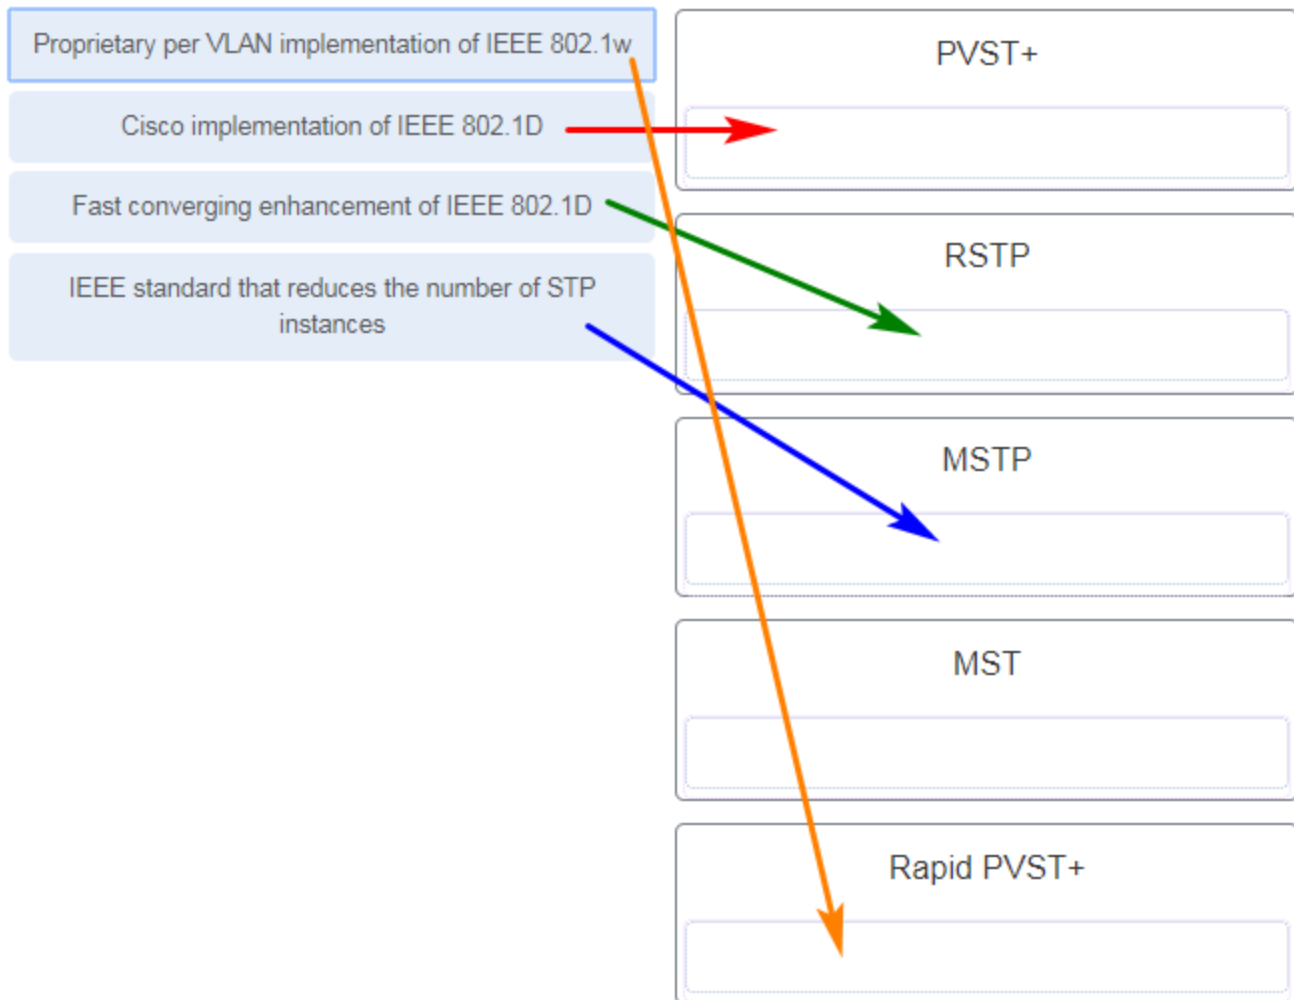 Proprietary per VLAN implementation of IEEE 802.1w
Cisco implementation of IEEE 802.1D
Fast converging enhancement of IEEE 802.1D
IEEE standard that reduces the number of STP
instances
PVST+
RSTP
MSTP
MST
Rapid PVST+